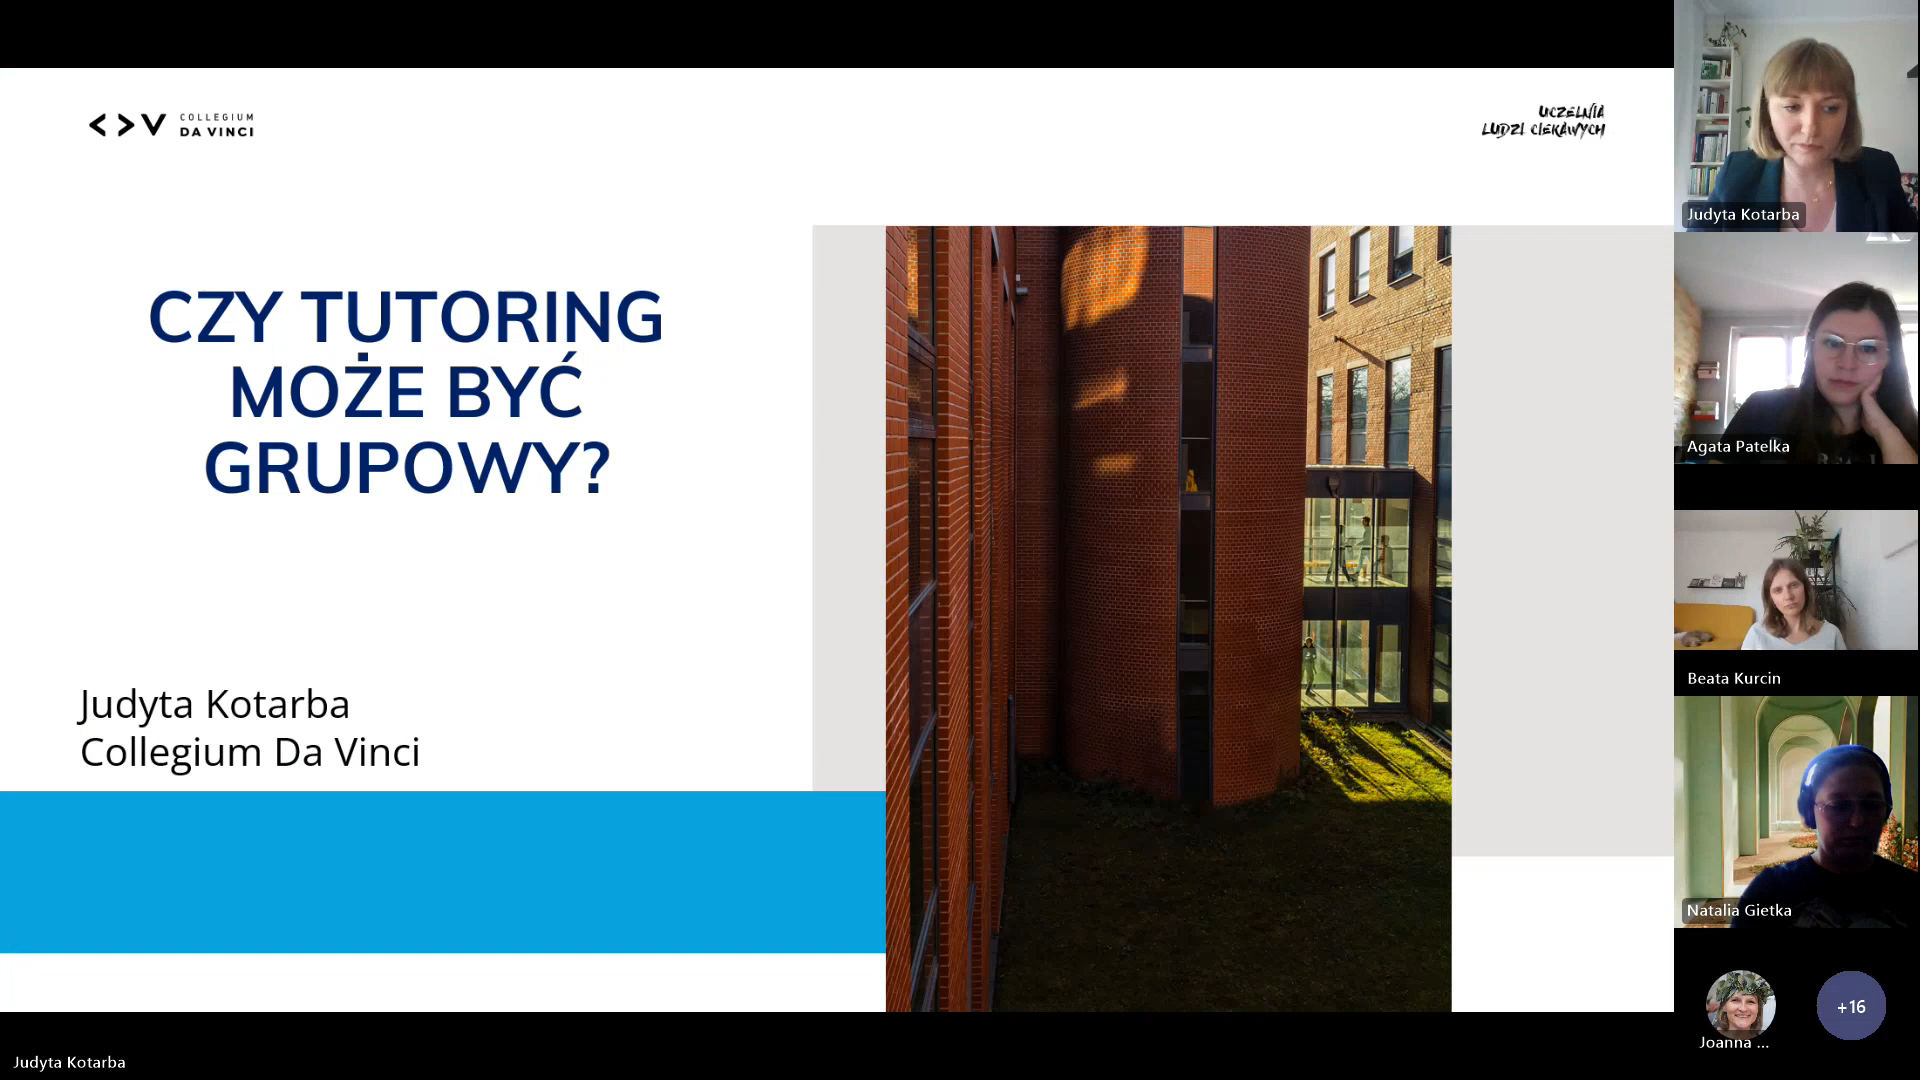 COLLEGIUM
DA VINCI
UCZELNIA
LUDZI CIEKAWYCH
CZY TUTORING
MOŻE BYĆ
GRUPOWY?
Judyta Kotarba
Collegium Da Vinci
Judyta Kotarba
Agata Patelka
Beata Kurcin
Natalia Gietka
Joanna ...
+16
Judyta Kotarba